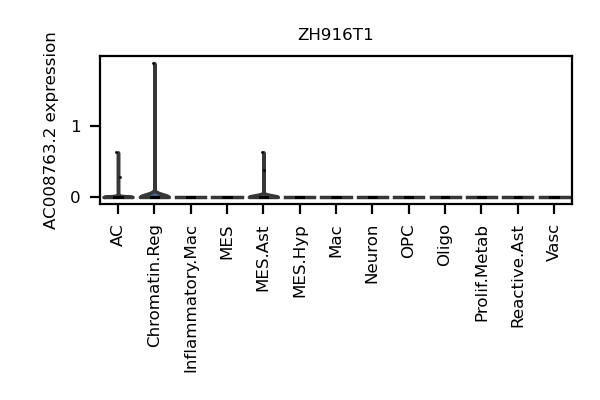 ZH916T1
AC008763.2 expression
1
0
AC
Chromatin.Reg
Inflammatory.Mac
MES
MES.Ast
MES.Hyp
Mac
Neuron
OPC
Oligo
Prolif.Metab
Reactive.Ast
Vasc